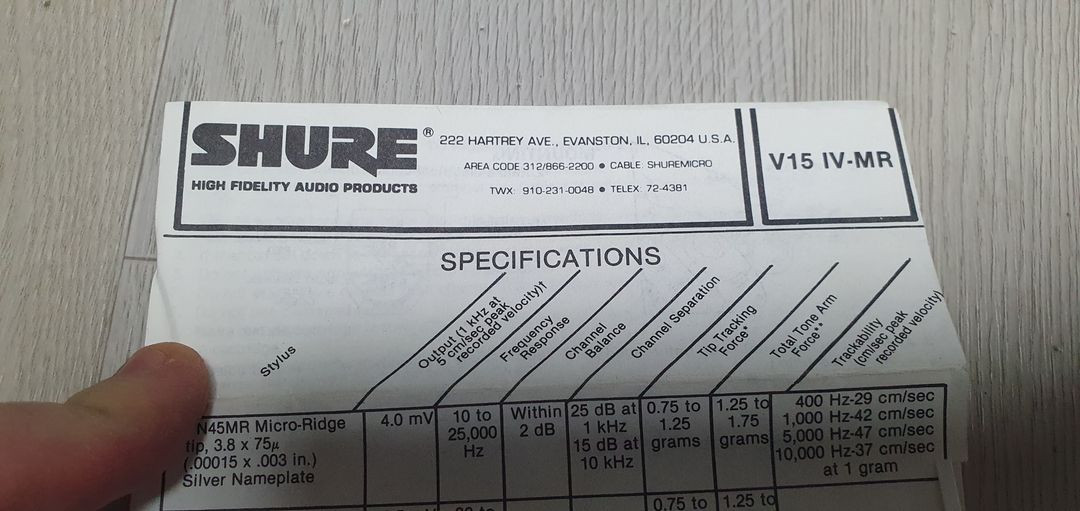 SHURE®
HIGH FIDELITY AUDIO PRODUCTS
222 HARTREY AVE., EVANSTON, IL, 60204 U.S.A.
AREA CODE 312/866-2200 ● CABLE: SHUREMICRO
TWX: 910-231-0048 ● TELEX: 72-4381
V15 IV-MR
SPECIFICATIONS
Stylus
Output (1 kHz at
5 cm/sec peak
recorded velocity)†
Frequency
Response
Channel
Balance
Channel Separation
Tip Tracking
Force*
Total Tone Arm
Force**
Trackability
(cm/sec peak
recorded velocity)
N45MR Micro-Ridge
tip, 3.8 x 75µ
(.00015 x .003 in.)
Silver Nameplate
4.0 mV
10 to
25,000
Hz
Within
2 dB
25 dB at
1 kHz
15 dB at
10 kHz
0.75 to
1.25
grams
1.25 to
1.75
grams
400 Hz-29 cm/sec
1,000 Hz-42 cm/sec
5,000 Hz-47 cm/sec
10,000 Hz-37 cm/sec
at 1 gram
0.75 to
1.25 to